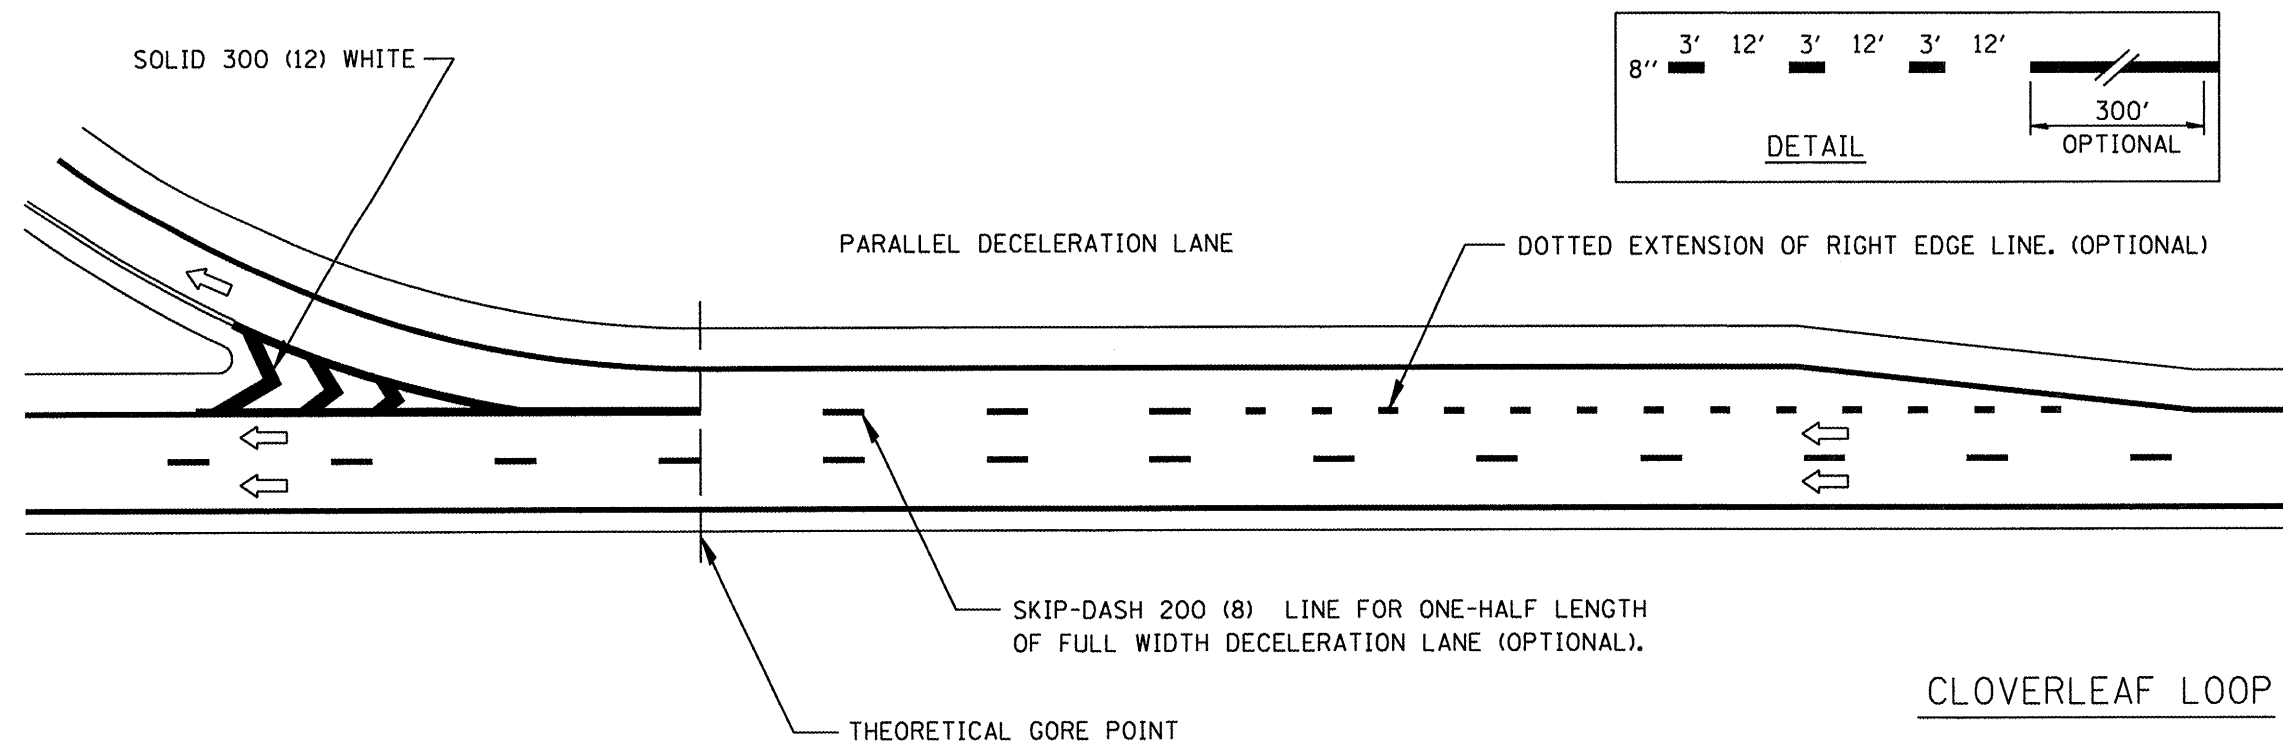 SOLID 300 (12) WHITE
3' 12' 3' 12' 3' 12'
8''
300'
OPTIONAL
DETAIL
PARALLEL DECELERATION LANE
DOTTED EXTENSION OF RIGHT EDGE LINE. (OPTIONAL)
SKIP-DASH 200 (8) LINE FOR ONE-HALF LENGTH
OF FULL WIDTH DECELERATION LANE (OPTIONAL).
CLOVERLEAF LOOP
THEORETICAL GORE POINT